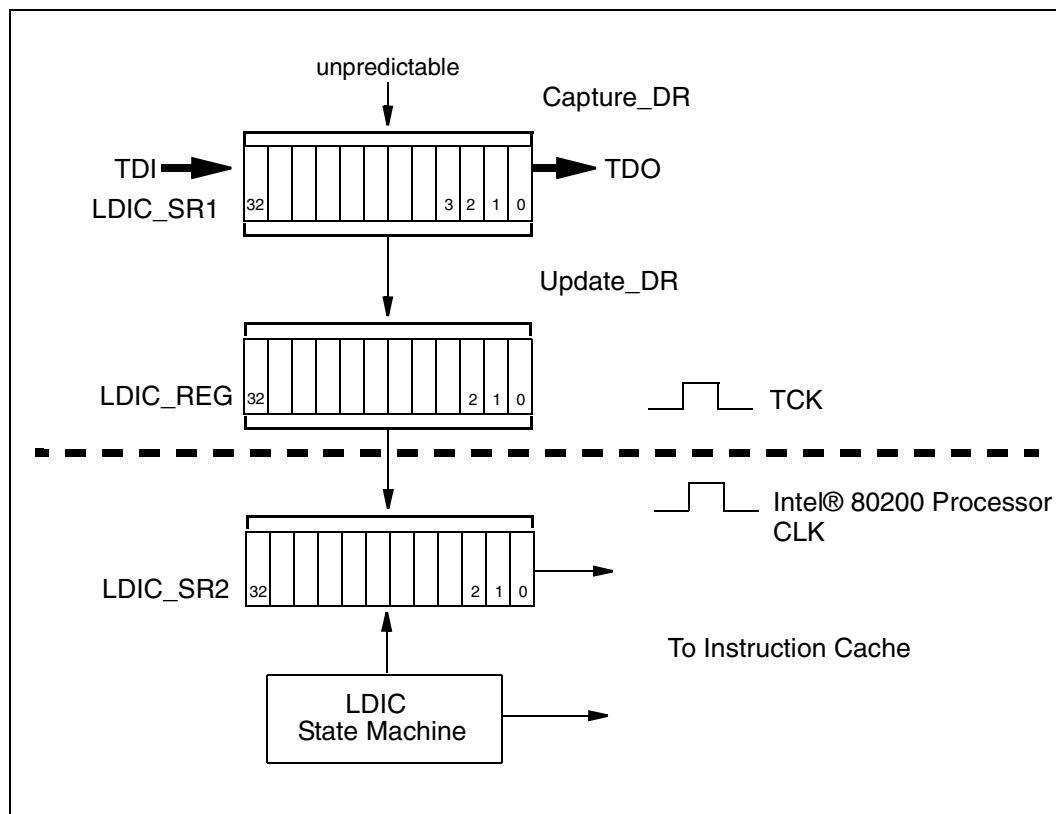 unpredictable
Capture_DR
TDI
TDO
LDIC_SR1
32 3 2 1 0
Update_DR
LDIC_REG
32 2 1 0
TCK
Intel® 80200 Processor
CLK
LDIC_SR2
32 2 1 0
To Instruction Cache
LDIC
State Machine